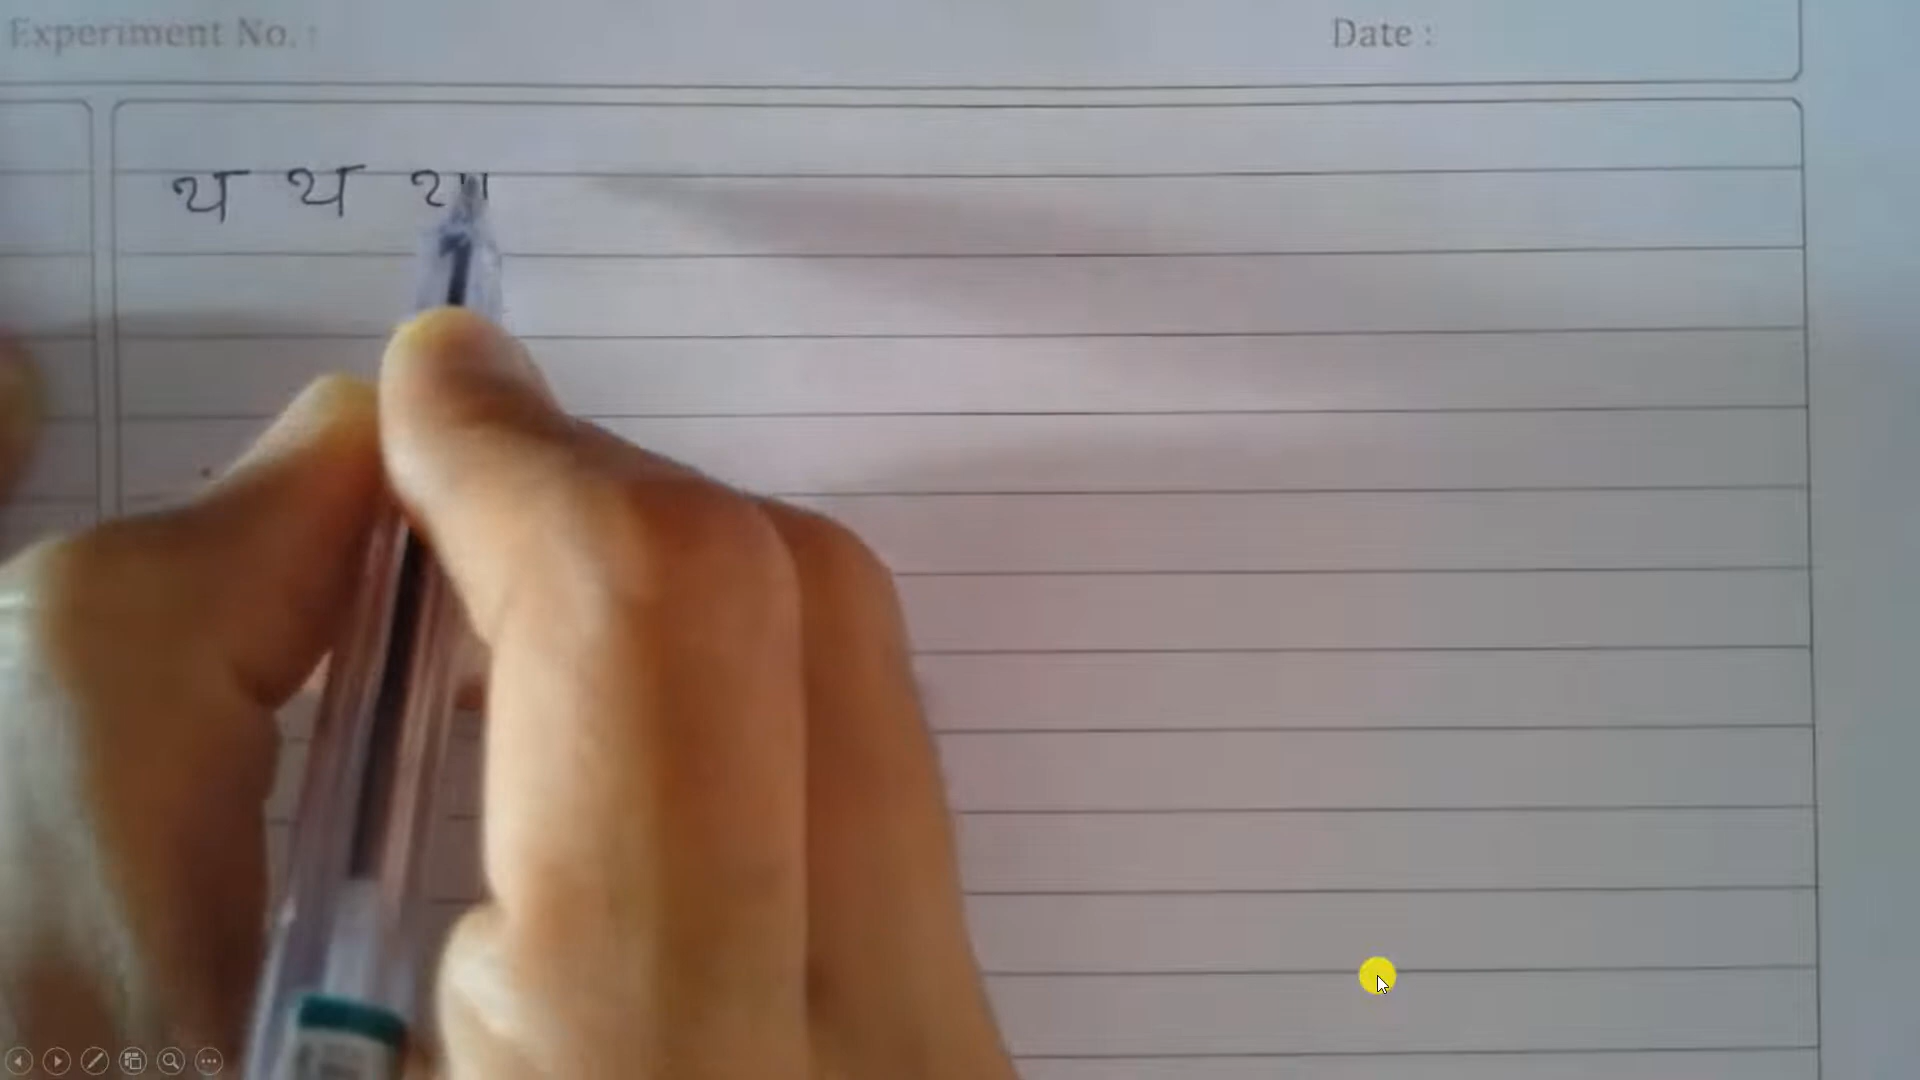 Experiment No. : Date :
थ थ